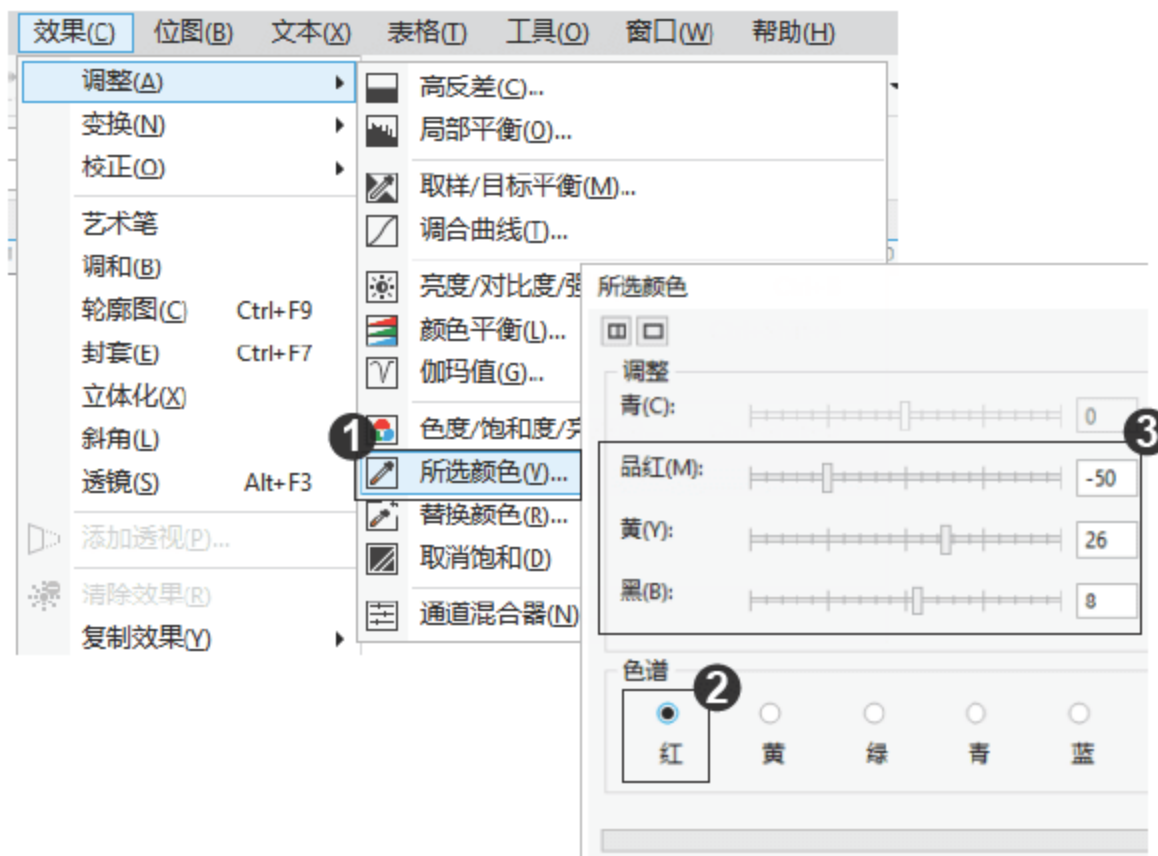 效果(C) 位图(B) 文本(X) 表格(T) 工具(O) 窗口(W) 帮助(H)
调整(A)
变换(N)
校正(O)
艺术笔
调和(B)
轮廓图(C) Ctrl+F9
封套(E) Ctrl+F7
立体化(X)
斜角(L)
透镜(S) Alt+F3
添加透视(P)...
清除效果(R)
复制效果(Y)
高反差(C)...
局部平衡(O)...
取样/目标平衡(M)...
调合曲线(T)...
亮度/对比度/强
颜色平衡(L)...
伽玛值(G)...
色度/饱和度/亮
1
所选颜色(V)...
替换颜色(R)...
取消饱和(D)
通道混合器(N)
所选颜色
调整
青(C): 0
3
品红(M): -50
黄(Y): 26
黑(B): 8
色谱
2
红 黄 绿 青 蓝